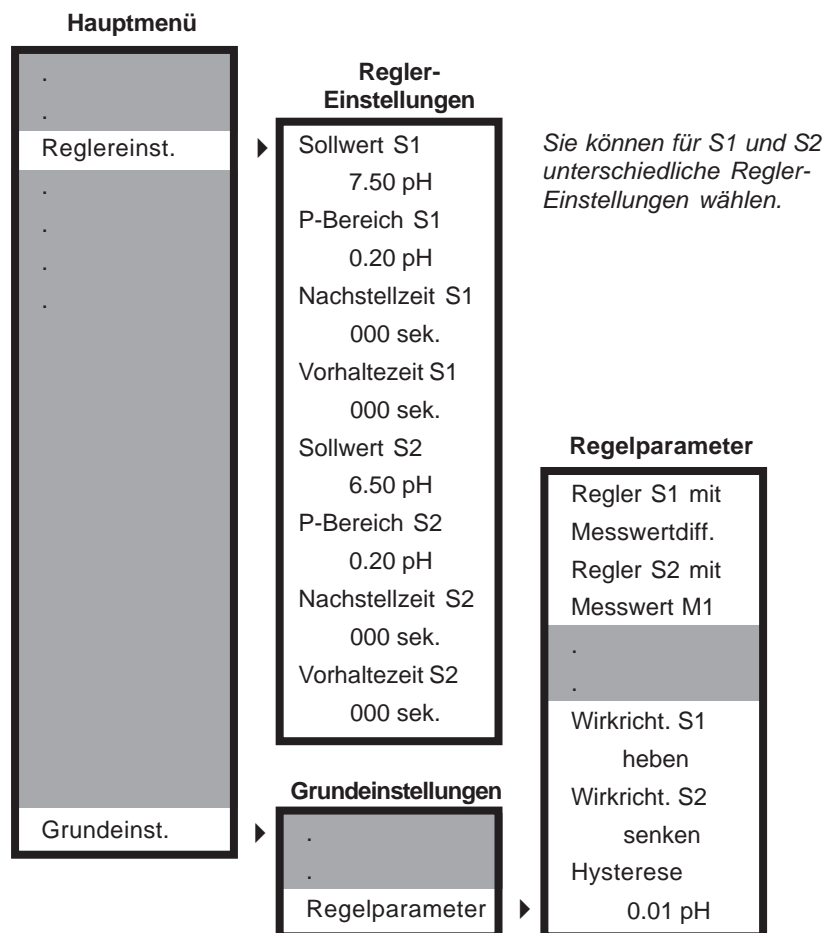 Hauptmenü
.
.
Reglereinst.
.
.
.
.
Grundeinst.
Regler-
Einstellungen
Sollwert S1
7.50 pH
P-Bereich S1
0.20 pH
Nachstellzeit S1
000 sek.
Vorhaltezeit S1
000 sek.
Sollwert S2
6.50 pH
P-Bereich S2
0.20 pH
Nachstellzeit S2
000 sek.
Vorhaltezeit S2
000 sek.
Sie können für S1 und S2
unterschiedliche Regler-
Einstellungen wählen.
Grundeinstellungen
.
.
Regelparameter
Regelparameter
Regler S1 mit
Messwertdiff.
Regler S2 mit
Messwert M1
.
.
Wirkricht. S1
heben
Wirkricht. S2
senken
Hysterese
0.01 pH